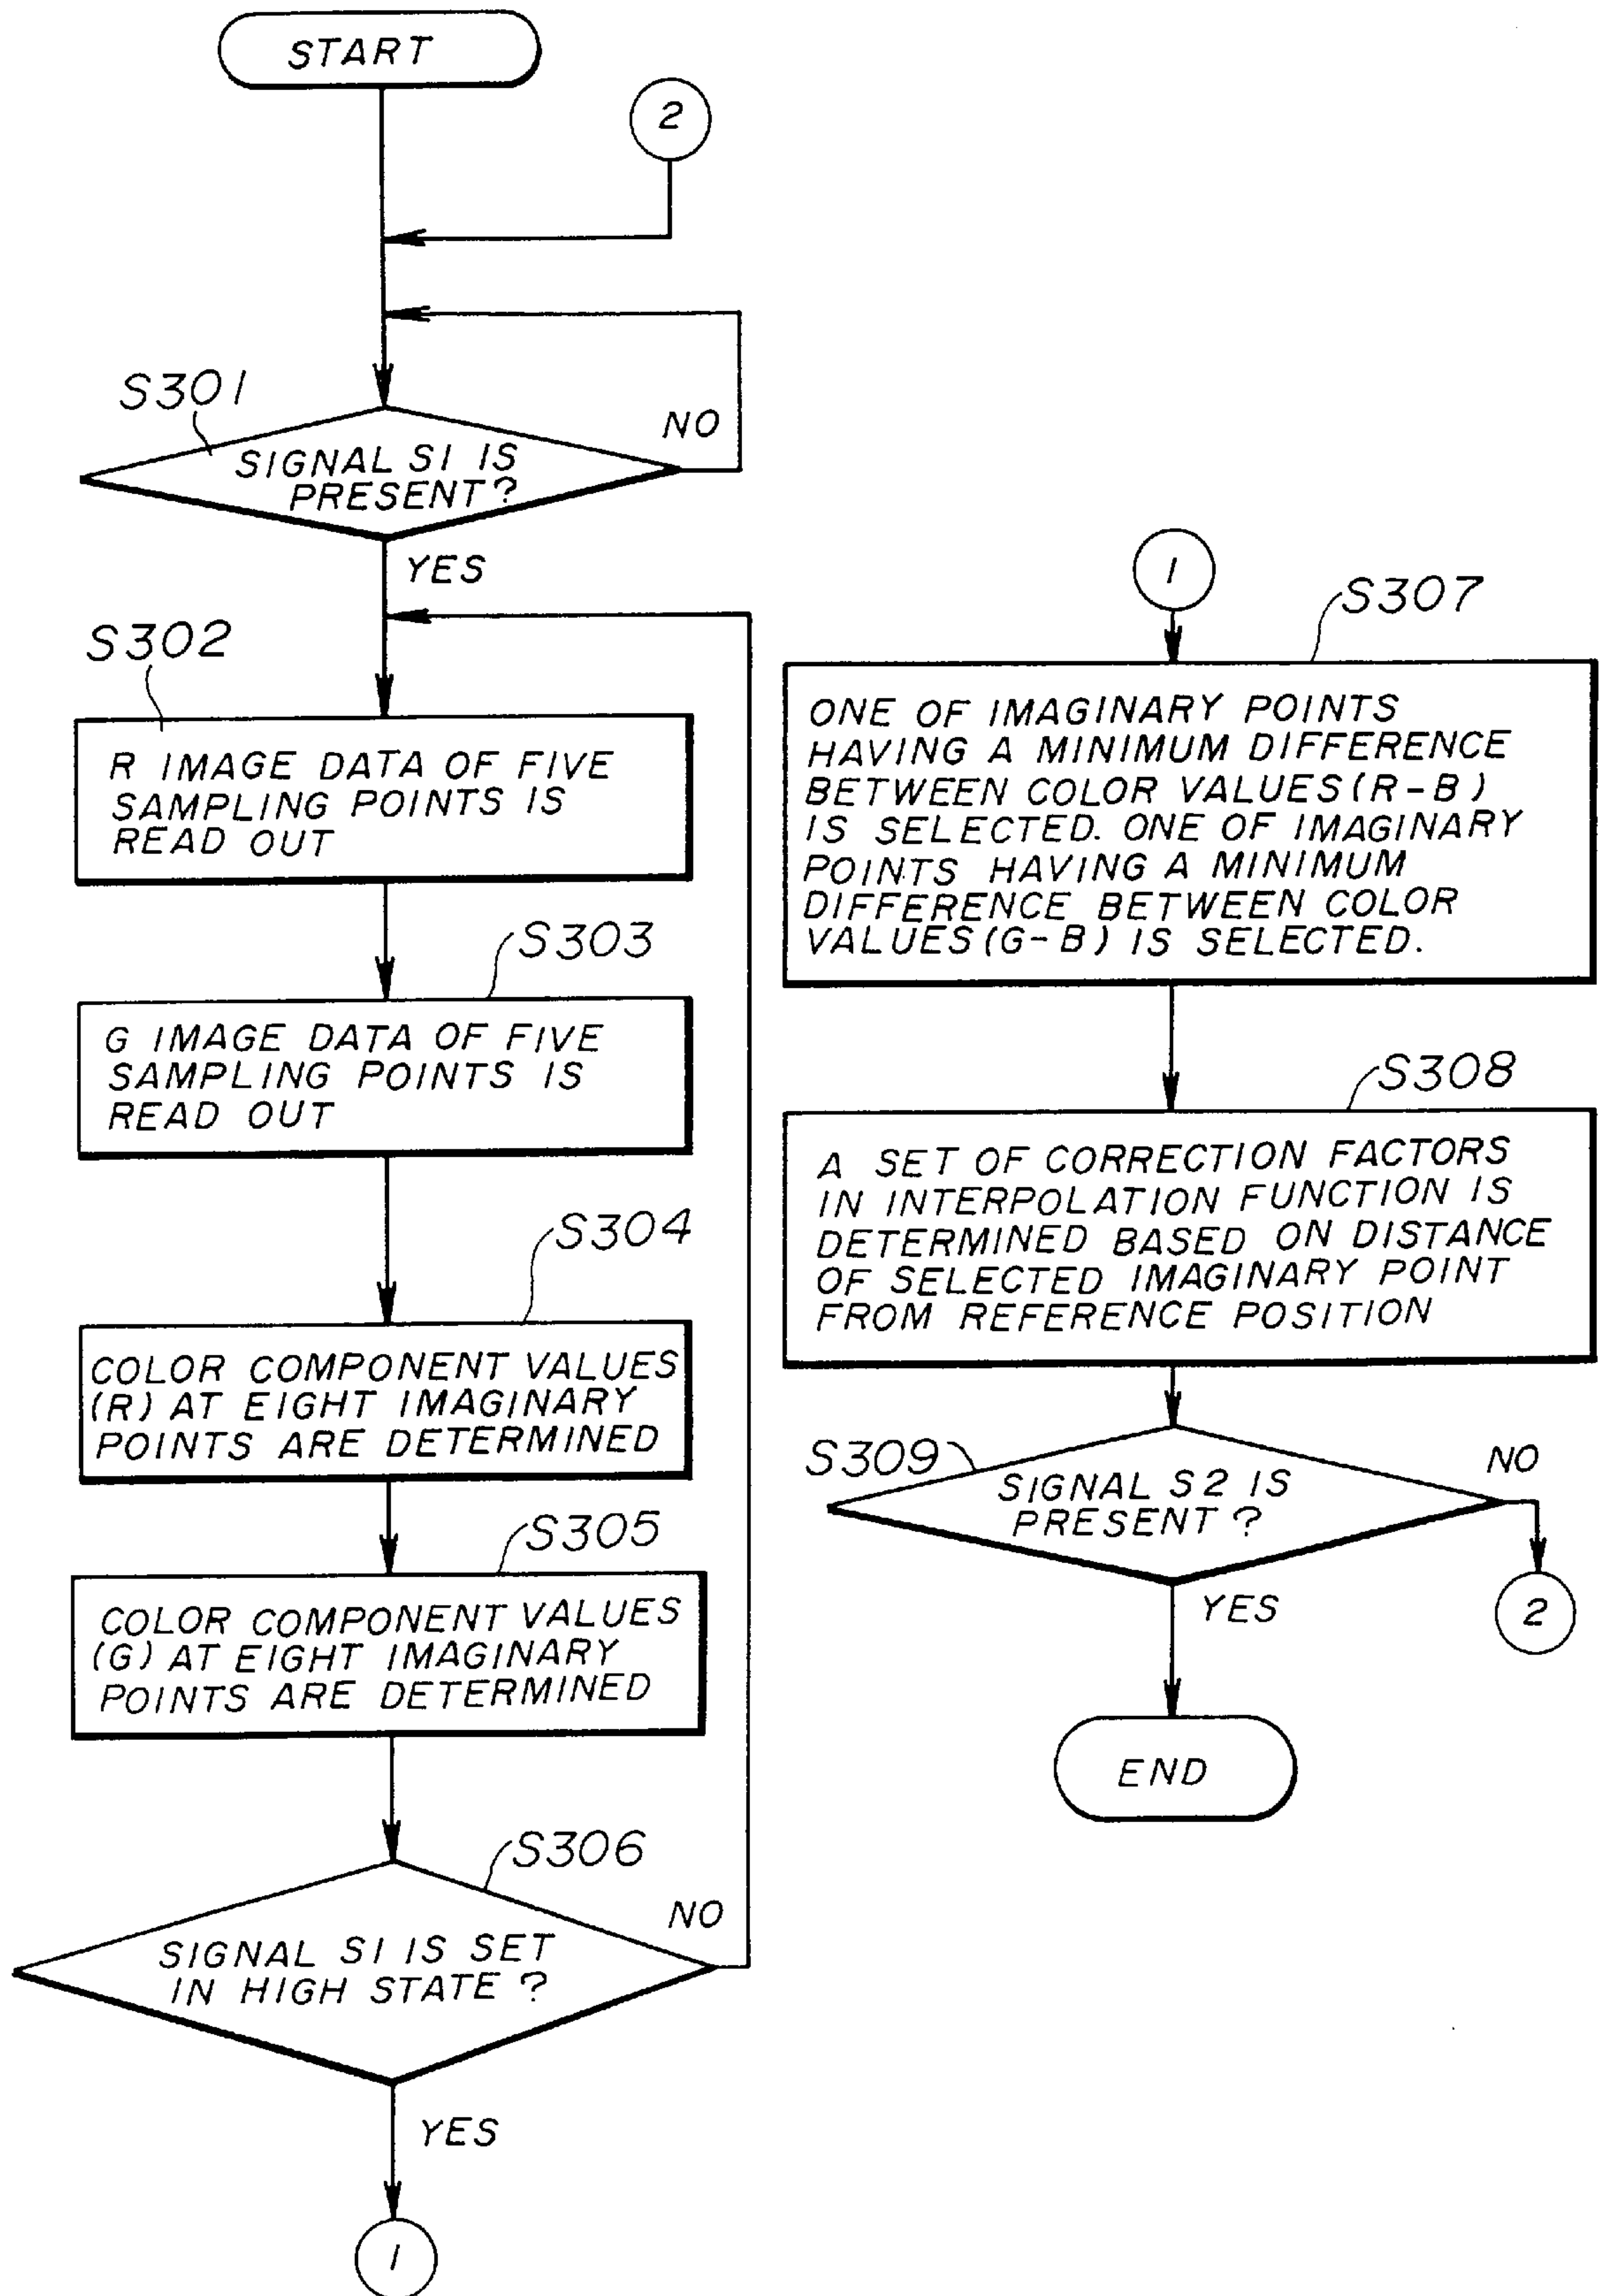 START
2
S301
NO
SIGNAL S1 IS
PRESENT?
YES
S302
R IMAGE DATA OF FIVE
SAMPLING POINTS IS
READ OUT
S303
G IMAGE DATA OF FIVE
SAMPLING POINTS IS
READ OUT
S304
COLOR COMPONENT VALUES
(R) AT EIGHT IMAGINARY
POINTS ARE DETERMINED
S305
COLOR COMPONENT VALUES
(G) AT EIGHT IMAGINARY
POINTS ARE DETERMINED
S306
NO
SIGNAL S1 IS SET
IN HIGH STATE ?
YES
1
1
S307
ONE OF IMAGINARY POINTS
HAVING A MINIMUM DIFFERENCE
BETWEEN COLOR VALUES (R-B)
IS SELECTED. ONE OF IMAGINARY
POINTS HAVING A MINIMUM
DIFFERENCE BETWEEN COLOR
VALUES (G-B) IS SELECTED.
S308
A SET OF CORRECTION FACTORS
IN INTERPOLATION FUNCTION IS
DETERMINED BASED ON DISTANCE
OF SELECTED IMAGINARY POINT
FROM REFERENCE POSITION
S309
NO
SIGNAL S2 IS
PRESENT ?
YES
2
END